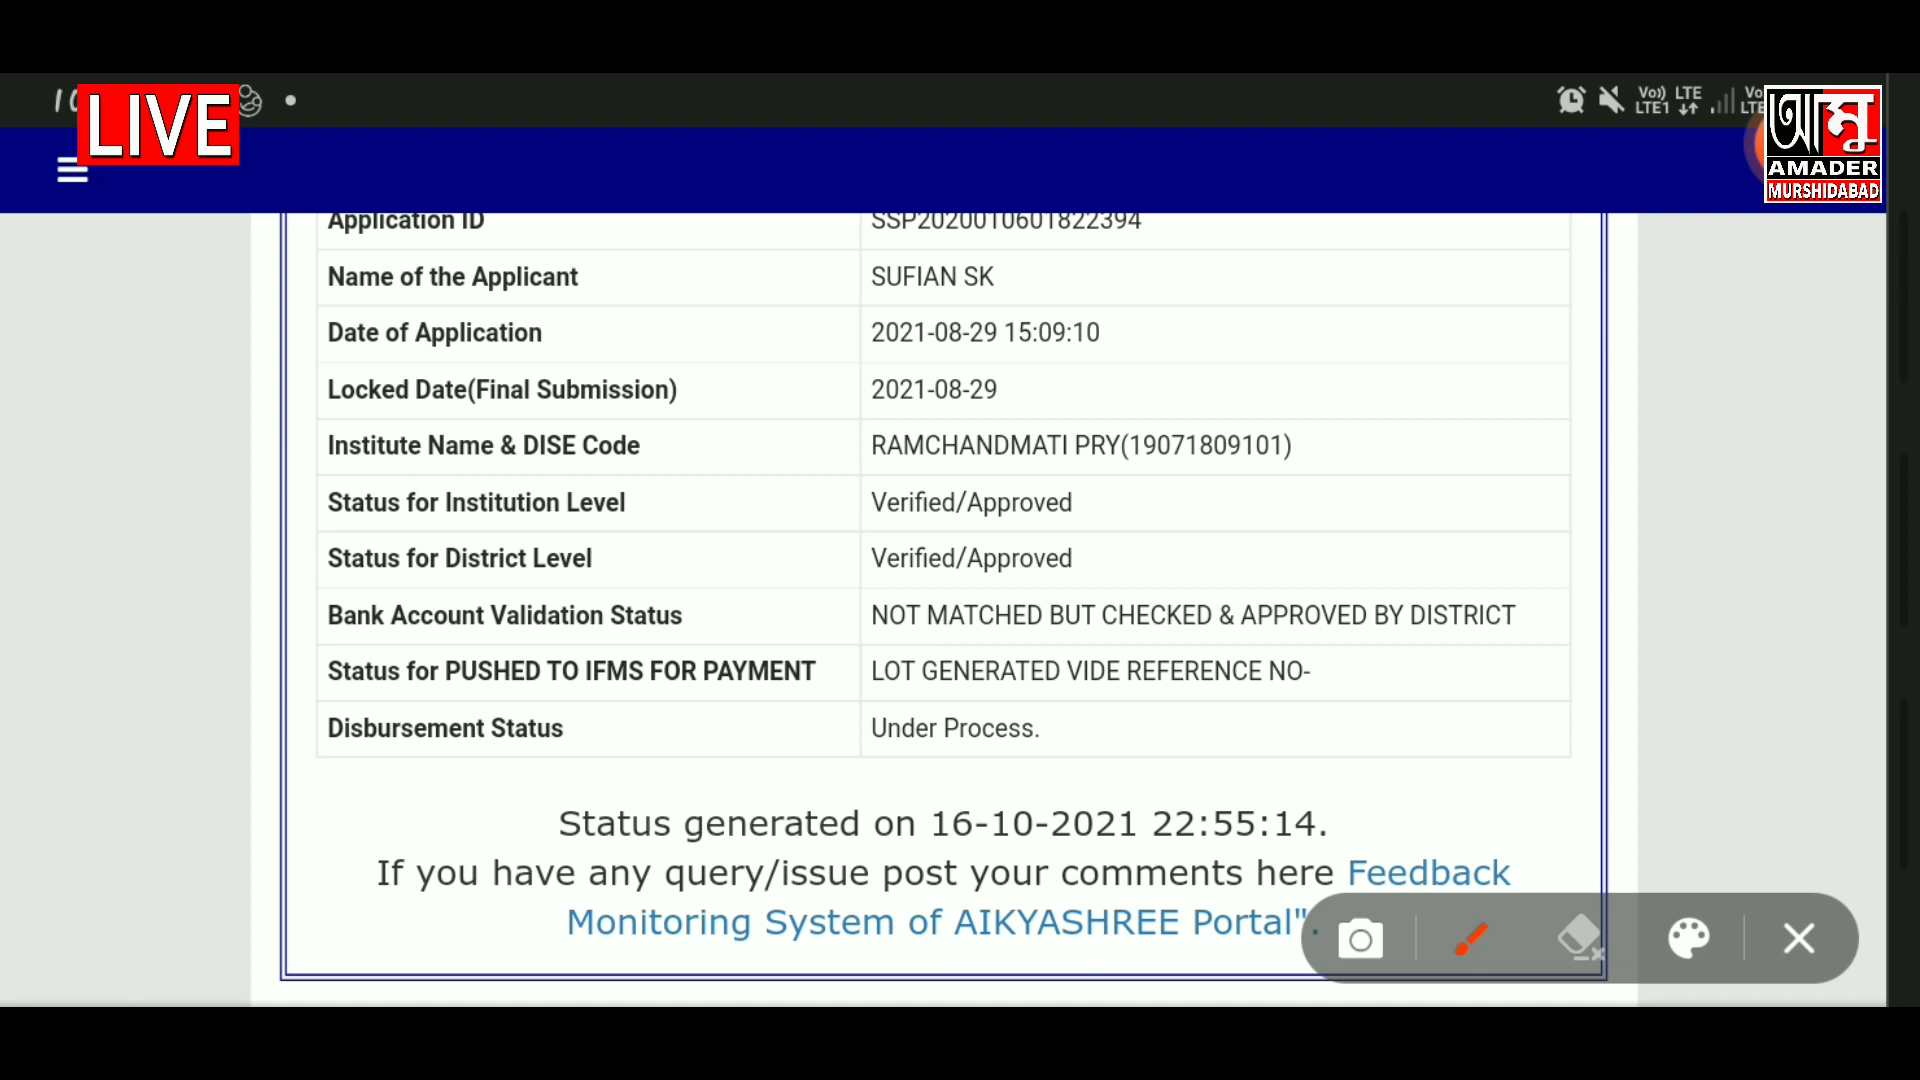 LIVE
Vo)) LTE
LTE1
আমু
AMADER
MURSHIDABAD
Application ID SSP2020010601822394
Name of the Applicant SUFIAN SK
Date of Application 2021-08-29 15:09:10
Locked Date(Final Submission) 2021-08-29
Institute Name & DISE Code RAMCHANDMATI PRY(19071809101)
Status for Institution Level Verified/Approved
Status for District Level Verified/Approved
Bank Account Validation Status NOT MATCHED BUT CHECKED & APPROVED BY DISTRICT
Status for PUSHED TO IFMS FOR PAYMENT LOT GENERATED VIDE REFERENCE NO-
Disbursement Status Under Process.
Status generated on 16-10-2021 22:55:14.
If you have any query/issue post your comments here Feedback
Monitoring System of AIKYASHREE Portal".